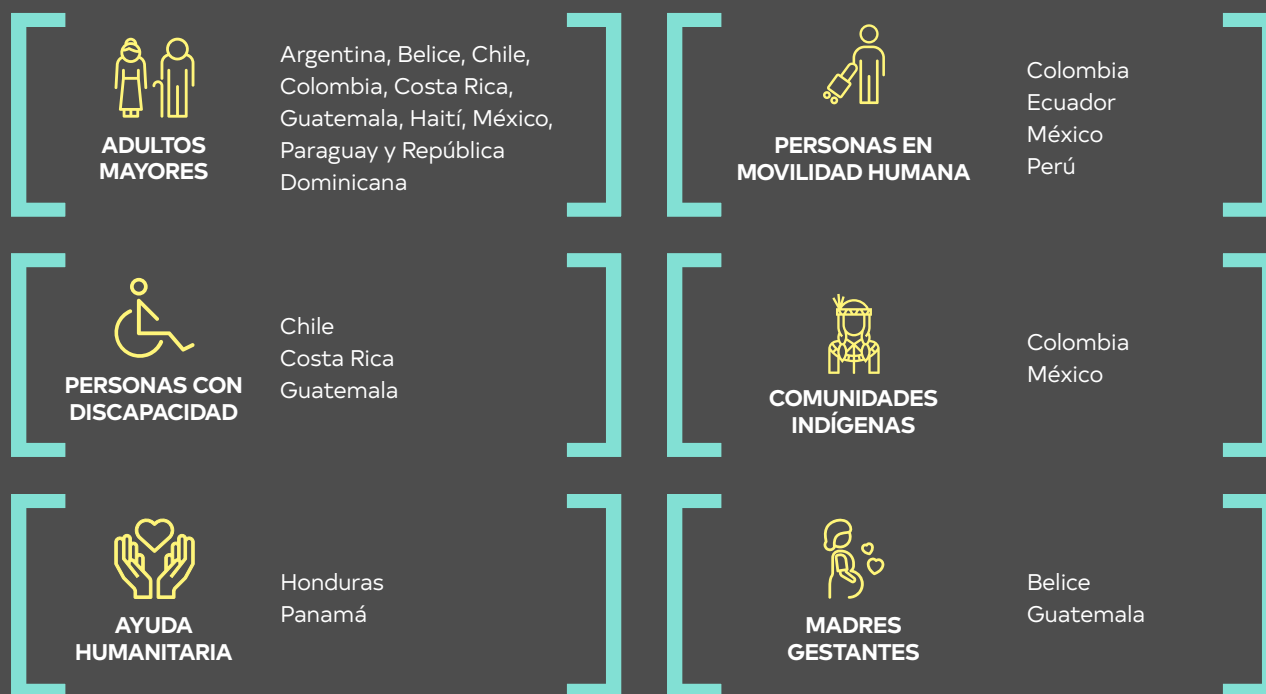 ADULTOS
MAYORES
Argentina, Belice, Chile,
Colombia, Costa Rica,
Guatemala, Haití, México,
Paraguay y República
Dominicana
PERSONAS EN
MOVILIDAD HUMANA
Colombia
Ecuador
México
Perú
PERSONAS CON
DISCAPACIDAD
Chile
Costa Rica
Guatemala
COMUNIDADES
INDÍGENAS
Colombia
México
AYUDA
HUMANITARIA
Honduras
Panamá
MADRES
GESTANTES
Belice
Guatemala